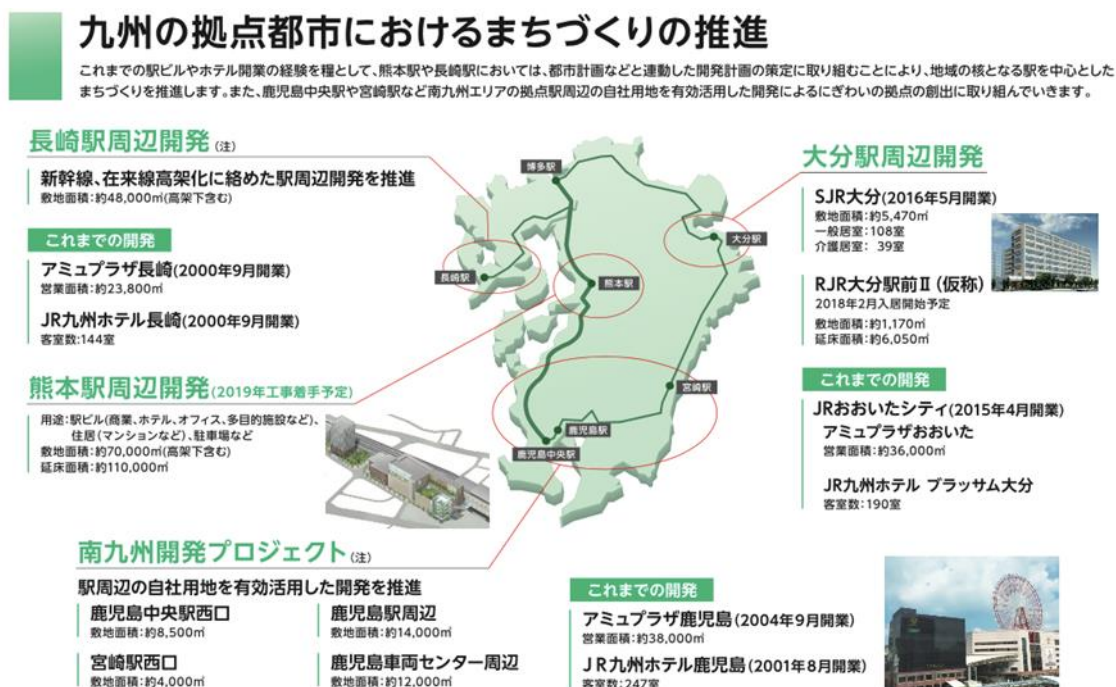 九州の拠点都市におけるまちづくりの推進
これまでの駅ビルやホテル開業の経験を糧として、熊本駅や長崎駅においては、都市計画などと連動した開発計画の策定に取り組むことにより、地域の核となる駅を中心とした
まちづくりを推進します。また、鹿児島中央駅や宮崎駅など南九州エリアの拠点駅周辺の自社用地を有効活用した開発によるにぎわいの拠点の創出に取り組んでいきます。
長崎駅周辺開発(注)
新幹線、在来線高架化に絡めた駅周辺開発を推進
敷地面積:約48,000㎡(高架下含む)
これまでの開発
アミュプラザ長崎(2000年9月開業)
営業面積:約23,800㎡
JR九州ホテル長崎(2000年9月開業)
客室数:144室
熊本駅周辺開発(2019年工事着手予定)
用途:駅ビル(商業、ホテル、オフィス、多目的施設など)、
住居(マンションなど)、駐車場など
敷地面積:約70,000㎡(高架下含む)
延床面積:約110,000㎡
博多駅
大分駅
長崎駅
熊本駅
宮崎駅
鹿児島駅
鹿児島中央駅
大分駅周辺開発
SJR大分(2016年5月開業)
敷地面積:約5,470㎡
一般居室:108室
介護居室: 39室
RJR大分駅前Ⅱ(仮称)
2018年2月入居開始予定
敷地面積:約1,170㎡
延床面積:約6,050㎡
これまでの開発
JRおおいたシティ(2015年4月開業)
アミュプラザおおいた
営業面積:約36,000㎡
JR九州ホテル ブラッサム大分
客室数:190室
南九州開発プロジェクト(注)
駅周辺の自社用地を有効活用した開発を推進
鹿児島中央駅西口
敷地面積:約8,500㎡
宮崎駅西口
敷地面積:約4,000㎡
鹿児島駅周辺
敷地面積:約14,000㎡
鹿児島車両センター周辺
敷地面積:約12,000㎡
これまでの開発
アミュプラザ鹿児島(2004年9月開業)
営業面積:約38,000㎡
JR九州ホテル鹿児島(2001年8月開業)
客室数:247室